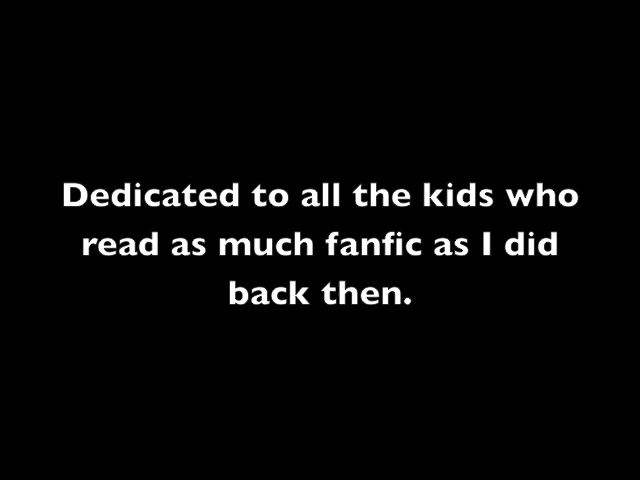 Dedicated to all the kids who
read as much fanfic as I did
back then.